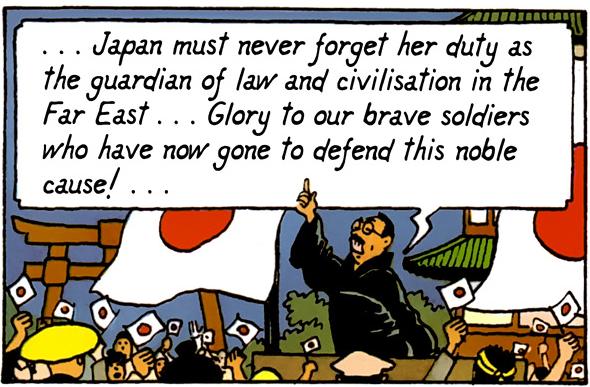 . . . Japan must never forget her duty as
the guardian of law and civilisation in the
Far East . . . Glory to our brave soldiers
who have now gone to defend this noble
cause! . . .